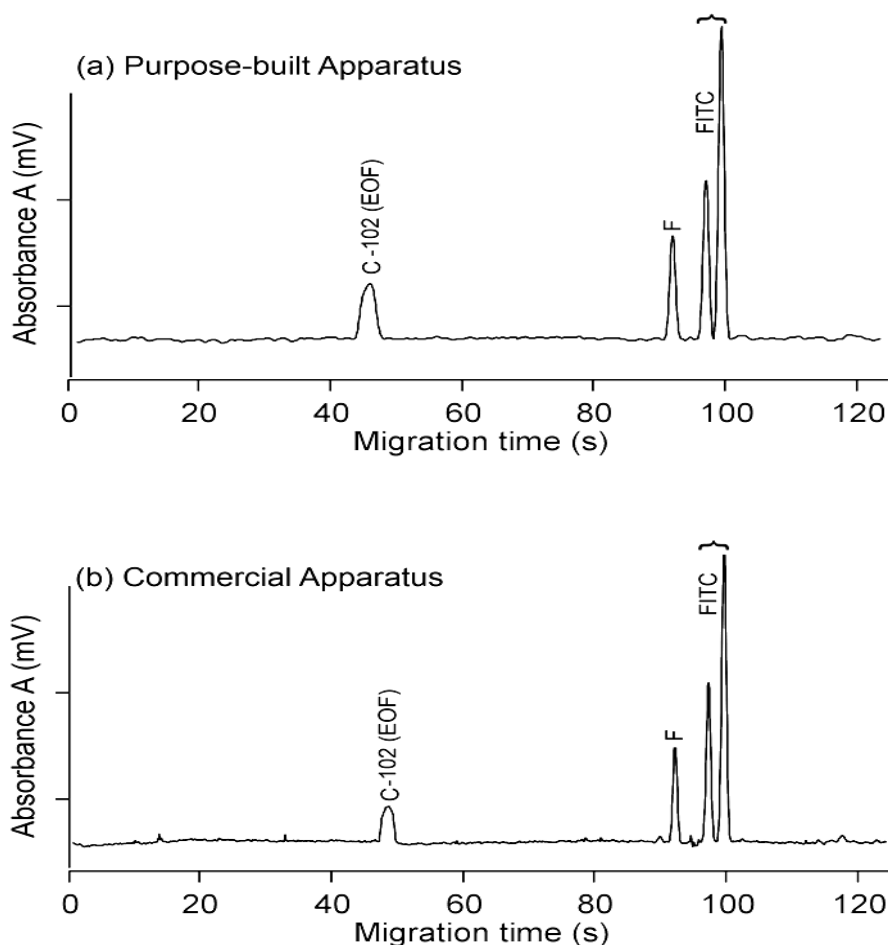 (a) Purpose-built Apparatus
Absorbance A (mV)
C -102 (EOF)
F
FITC
0 20 40 60 80 100 120
Migration time (s)
(b) Commercial Apparatus
Absorbance A (mV)
C-102 (EOF)
F
FITC
0 20 40 60 80 100 120
Migration time (s)